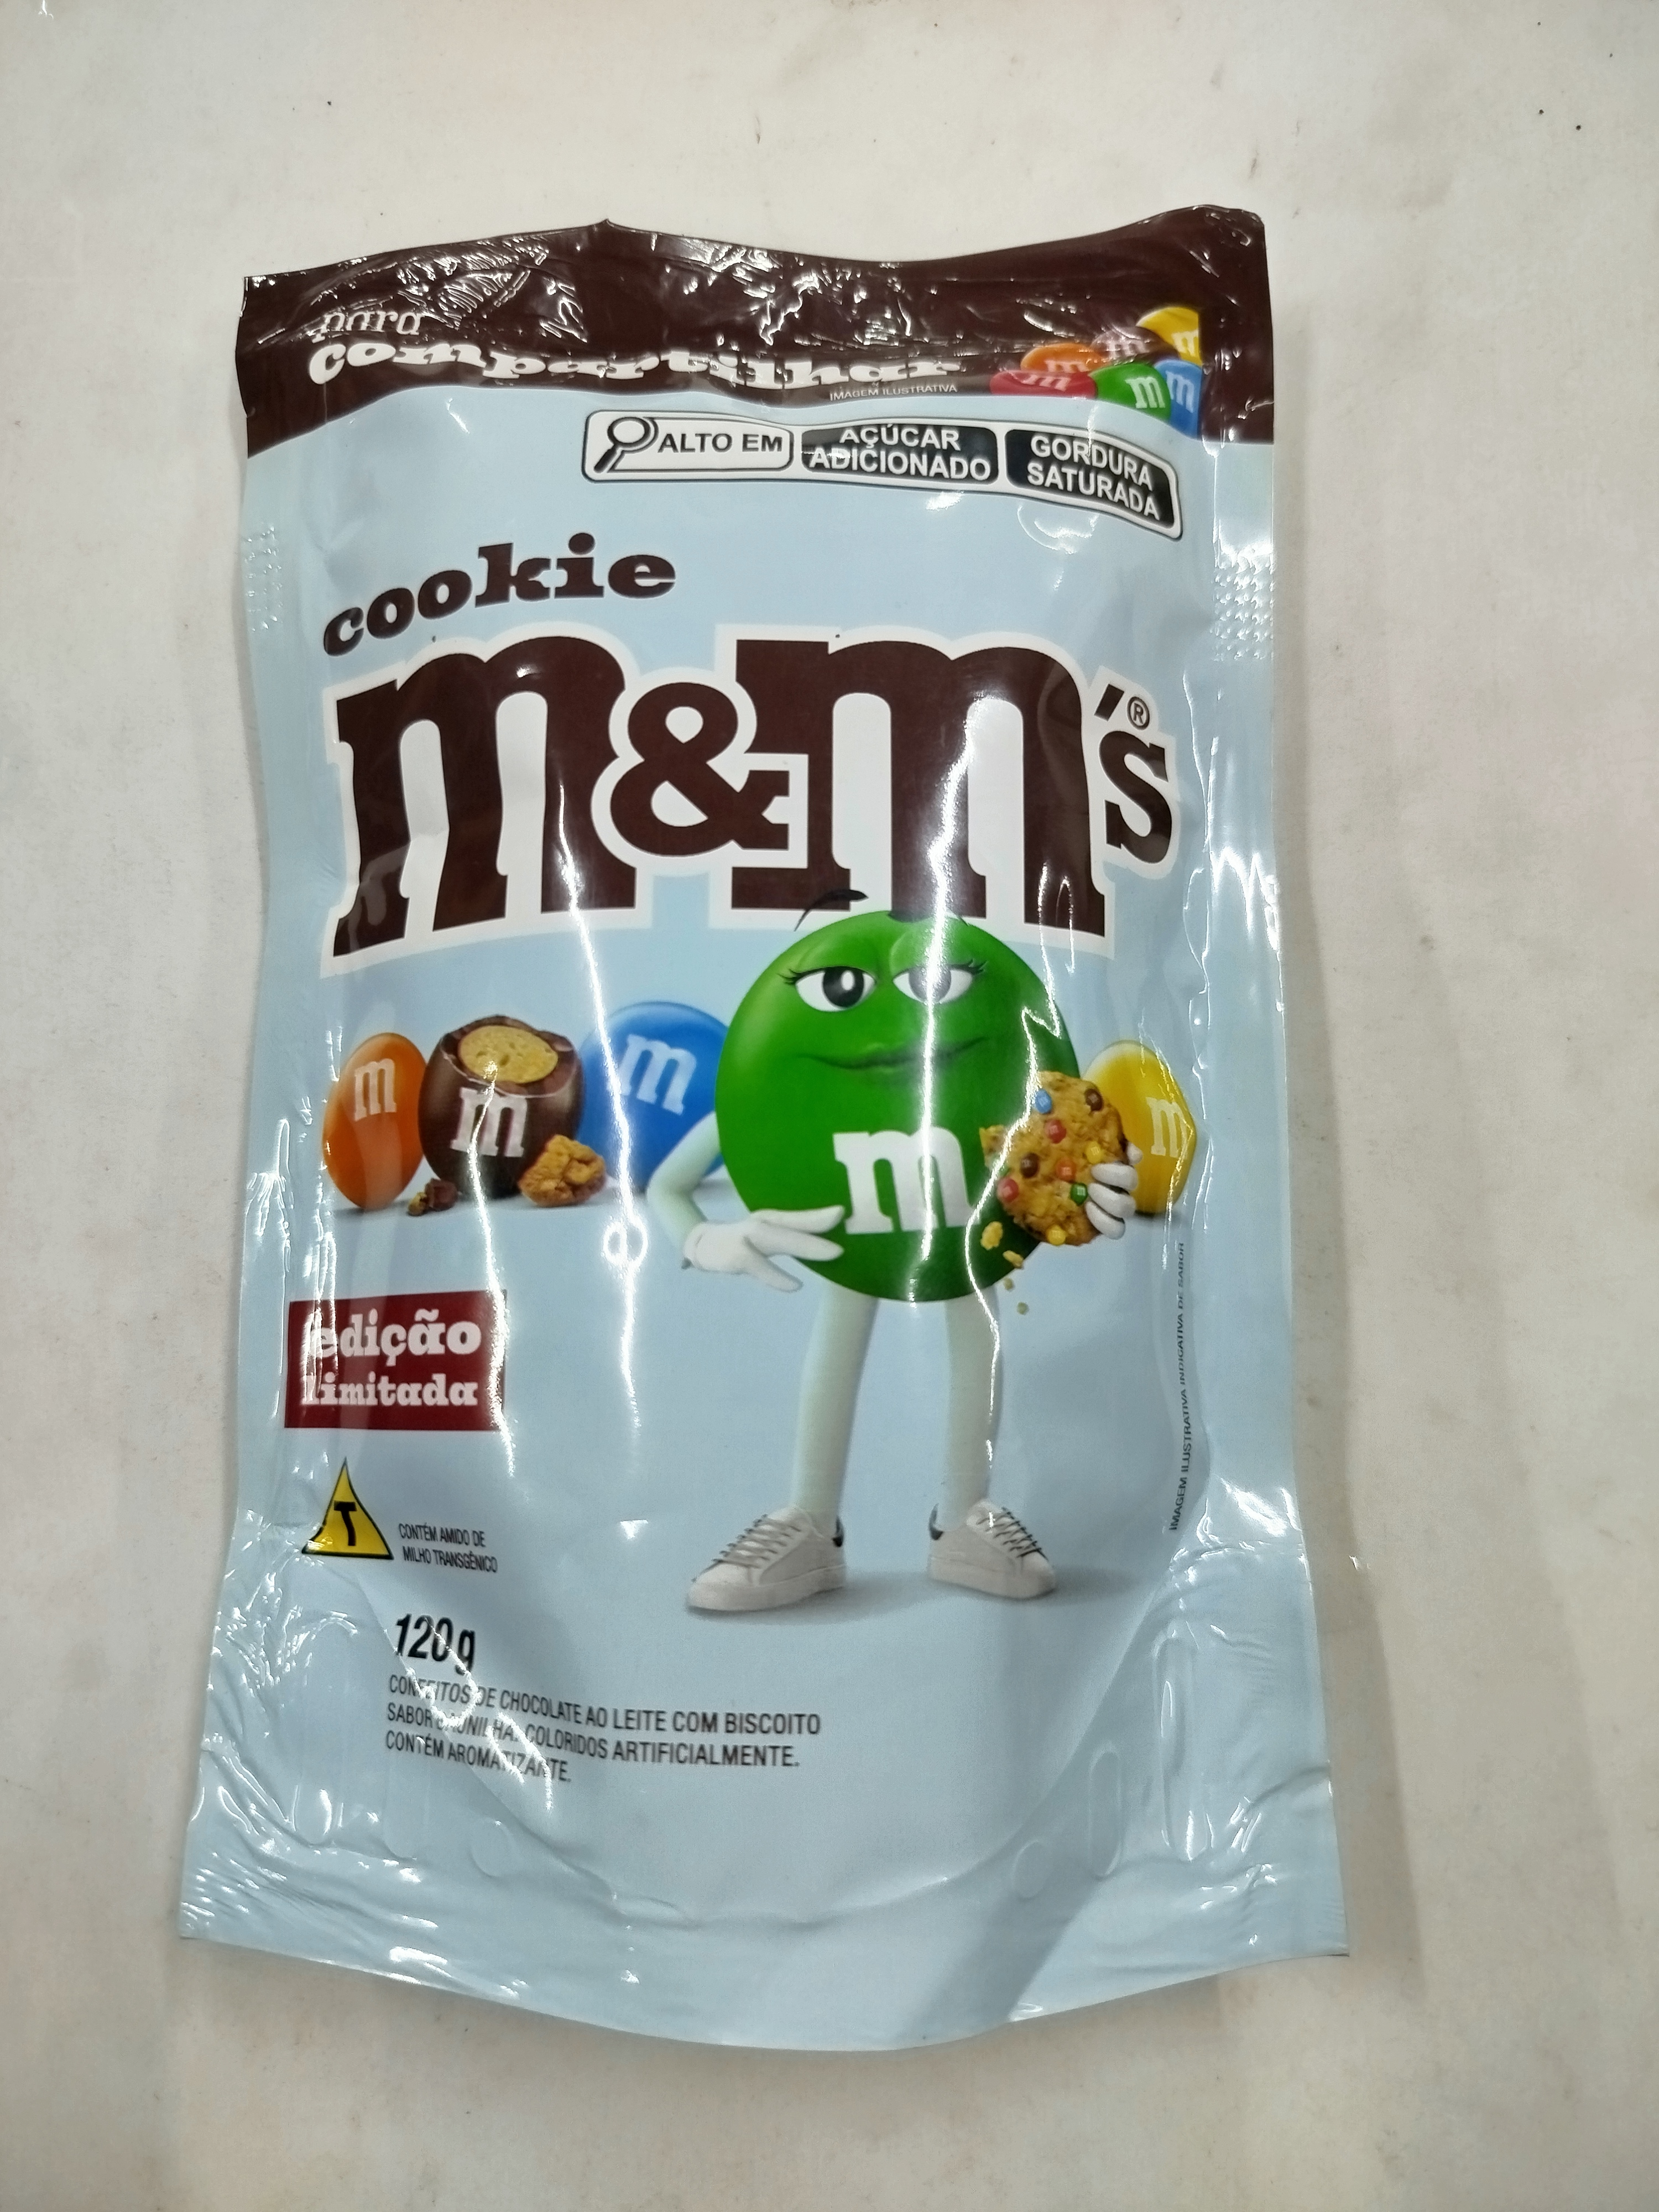 para
compartilhar
IMAGEM ILUSTRATIVA
m
m
m
m
m
m
ALTO EM
AÇÚCAR
ADICIONADO
GORDURA
SATURADA
cookie
m&m's®
m
m
m
m
m
edição
limitada
T
CONTÉM AMIDO DE
MILHO TRANSGÊNICO
120g
CONFEITOS DE CHOCOLATE AO LEITE COM BISCOITO
SABOR BAUNILHA. COLORIDOS ARTIFICIALMENTE.
CONTÉM AROMATIZANTE.
IMAGEM ILUSTRATIVA INDICATIVA DE SABOR